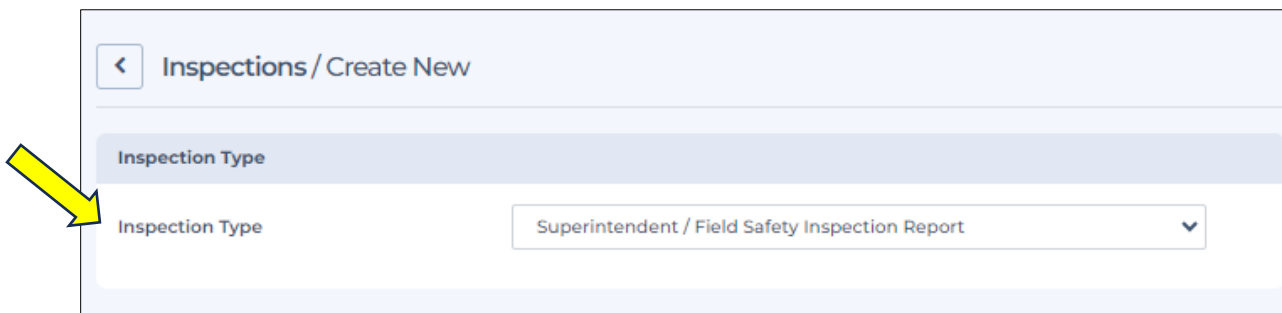 Inspections / Create New
Inspection Type
Inspection Type Superintendent / Field Safety Inspection Report